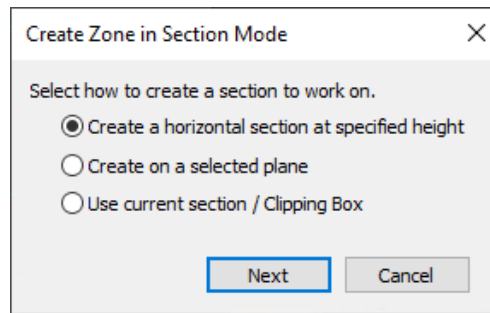 Create Zone in Section Mode
Select how to create a section to work on.
Create a horizontal section at specified height
Create on a selected plane
Use current section / Clipping Box
Next
Cancel